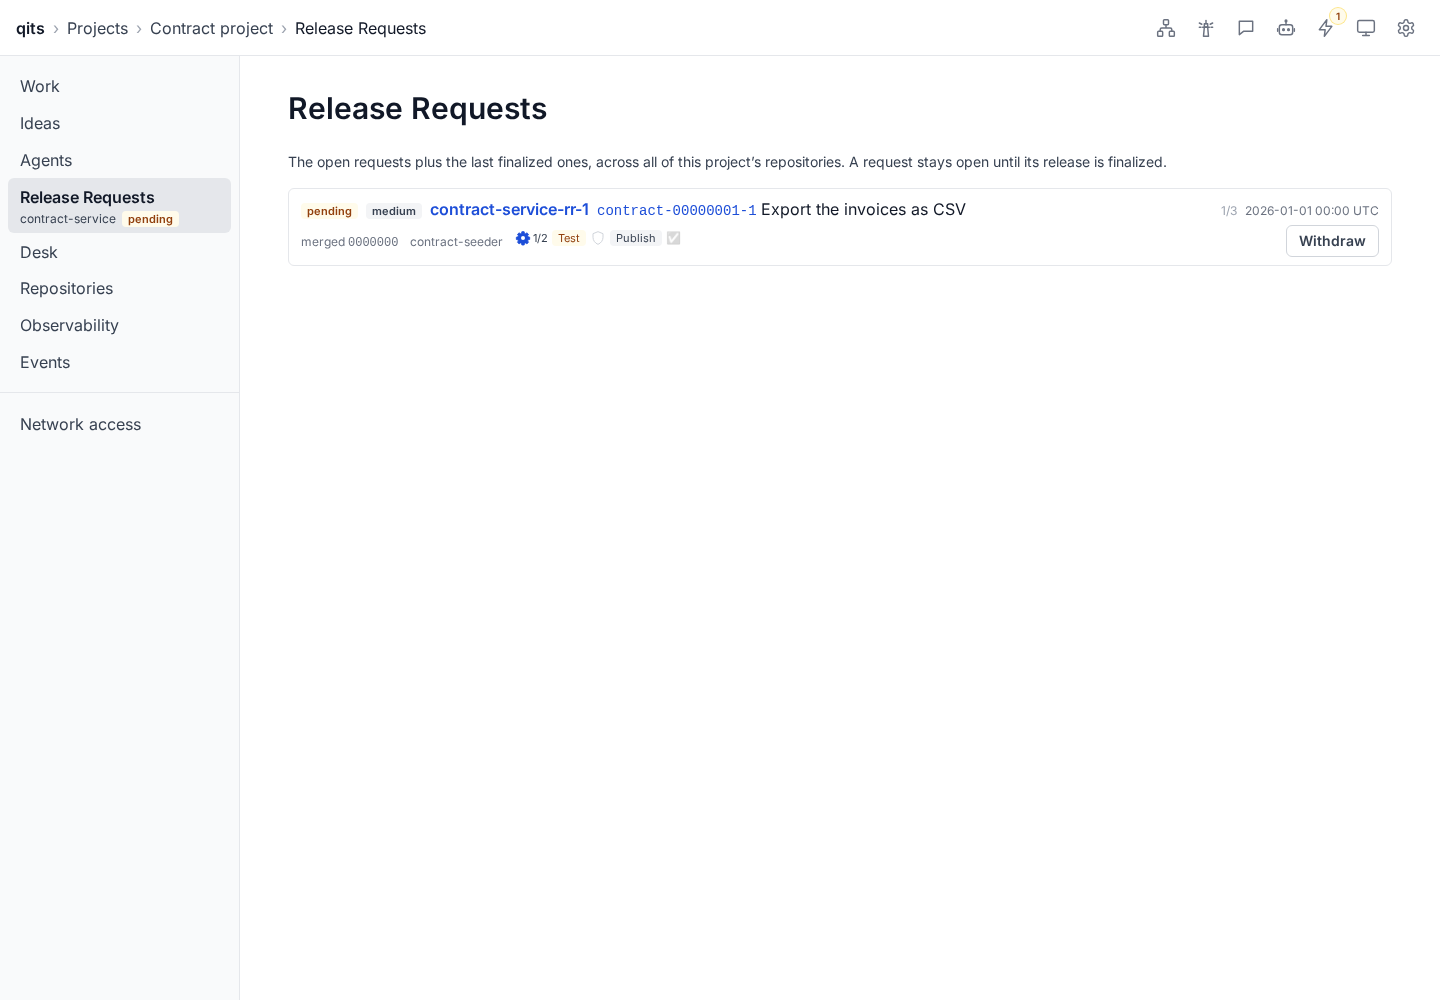 qits › Projects › Contract project › Release Requests
1
Work
Ideas
Agents
Release Requests
contract-service pending
Desk
Repositories
Observability
Events
Network access
Release Requests
The open requests plus the last finalized ones, across all of this project’s repositories. A request stays open until its release is finalized.
pending medium contract-service-rr-1 contract-00000001-1 Export the invoices as CSV 1/3 2026-01-01 00:00 UTC
merged 0000000 contract-seeder 1/2 Test Publish Withdraw